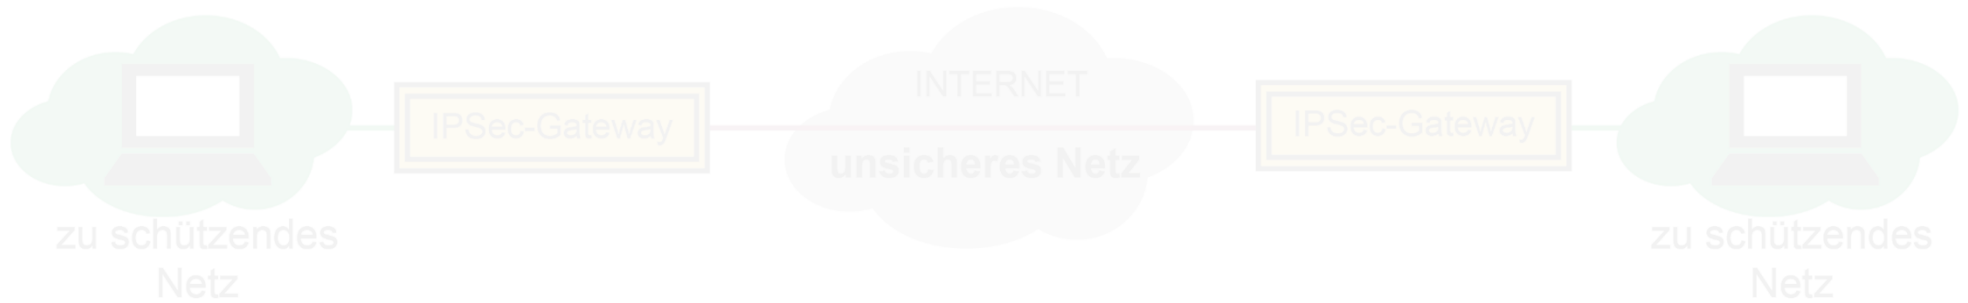 INTERNET
IPSec-Gateway
IPSec-Gateway
unsicheres Netz
zu schützendes
Netz
zu schützendes
Netz